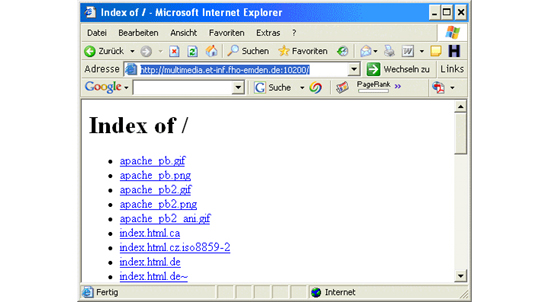 Index of / - Microsoft Internet Explorer
Datei Bearbeiten Ansicht Favoriten Extras ?
Zurück Suchen Favoriten W H
Adresse http://multimedia.et-inf.fho-emden.de:10200/ Wechseln zu Links
Google G Suche PageRank »
Index of /
apache_pb.gif
apache_pb.png
apache_pb2.gif
apache_pb2.png
apache_pb2_ani.gif
index.html.ca
index.html.cz.iso8859-2
index.html.de
index.html.de~
Fertig Internet